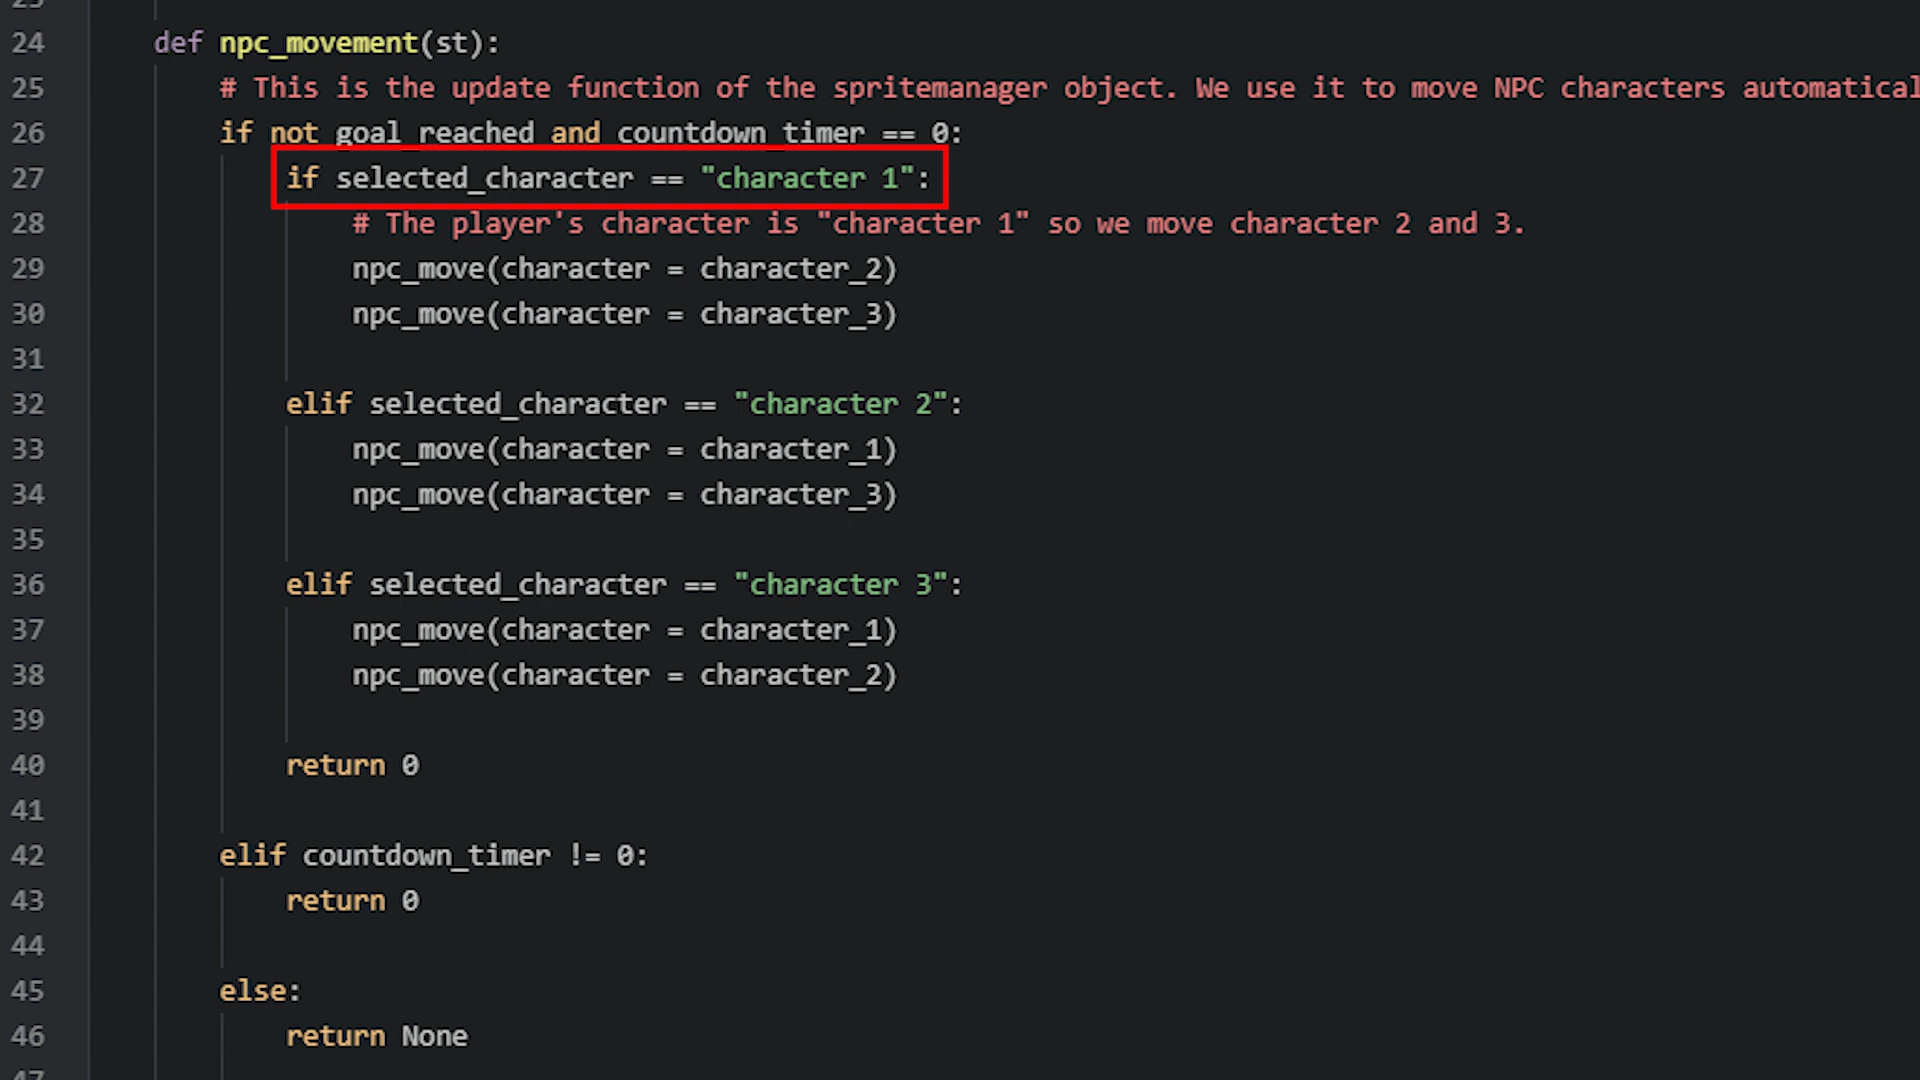 24 def npc_movement(st):
25 # This is the update function of the spritemanager object. We use it to move NPC characters automatical
26 if not goal_reached and countdown_timer == 0:
27 if selected_character == "character 1":
28 # The player's character is "character 1" so we move character 2 and 3.
29 npc_move(character = character_2)
30 npc_move(character = character_3)
31
32 elif selected_character == "character 2":
33 npc_move(character = character_1)
34 npc_move(character = character_3)
35
36 elif selected_character == "character 3":
37 npc_move(character = character_1)
38 npc_move(character = character_2)
39
40 return 0
41
42 elif countdown_timer != 0:
43 return 0
44
45 else:
46 return None